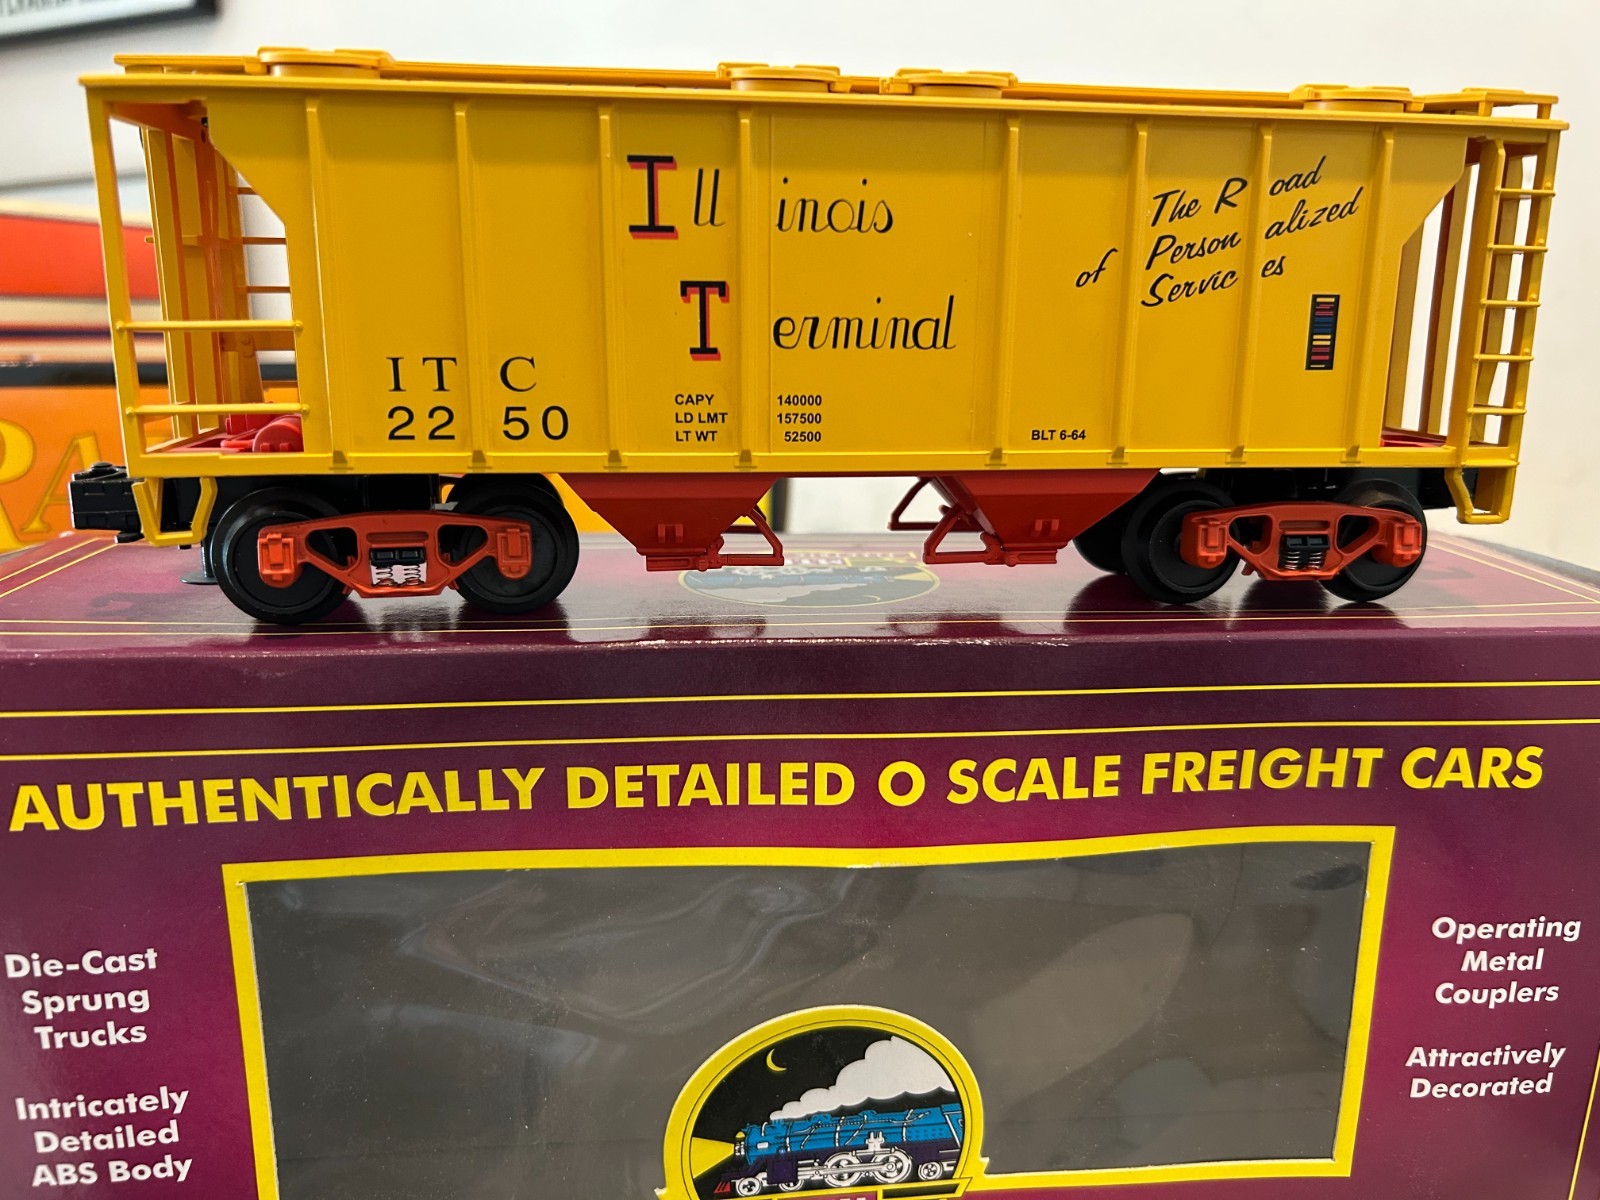 Illinois
Terminal
The Road
of Personalized
Services
ITC
2250
CAPY 140000
LD LMT 157500
LT WT 52500
BLT 6-64
AUTHENTICALLY DETAILED O SCALE FREIGHT CARS
Die-Cast
Sprung
Trucks
Intricately
Detailed
ABS Body
Operating
Metal
Couplers
Attractively
Decorated